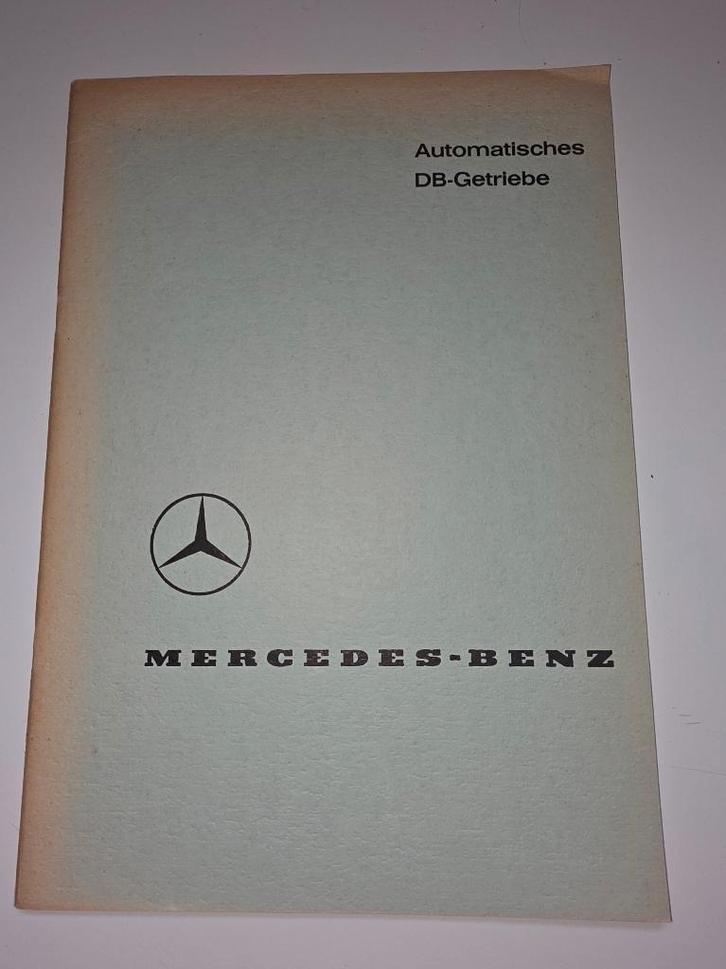 Automatisches
DB-Getriebe
MERCEDES-BENZ